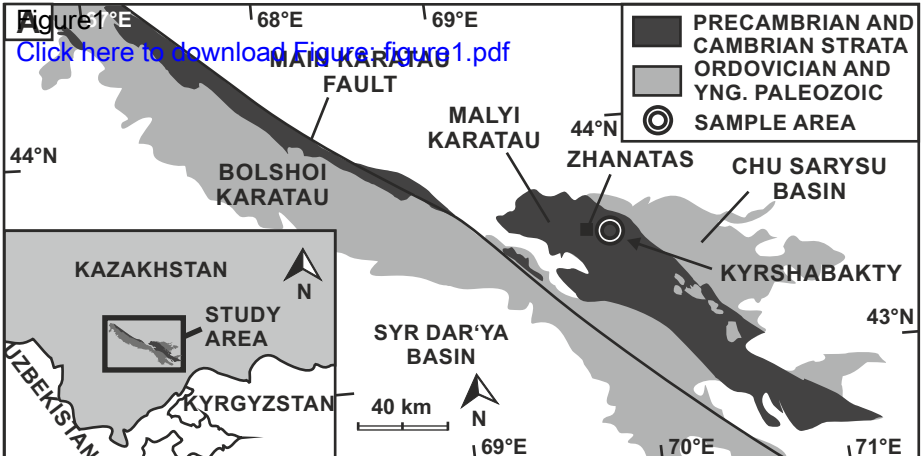 A
Figure1
67°E
68°E
69°E
Click here to download Figure: figure1.pdf
MAIN KARATAU
FAULT
PRECAMBRIAN AND
CAMBRIAN STRATA
ORDOVICIAN AND
YNG. PALEOZOIC
SAMPLE AREA
MALYI
KARATAU
44°N
ZHANATAS
44°N
BOLSHOI
KARATAU
CHU SARYSU
BASIN
KYRSHABAKTY
KAZAKHSTAN
N
STUDY
AREA
UZBEKISTAN
KYRGYZSTAN
SYR DAR'YA
BASIN
43°N
40 km
N
69°E
70°E
71°E